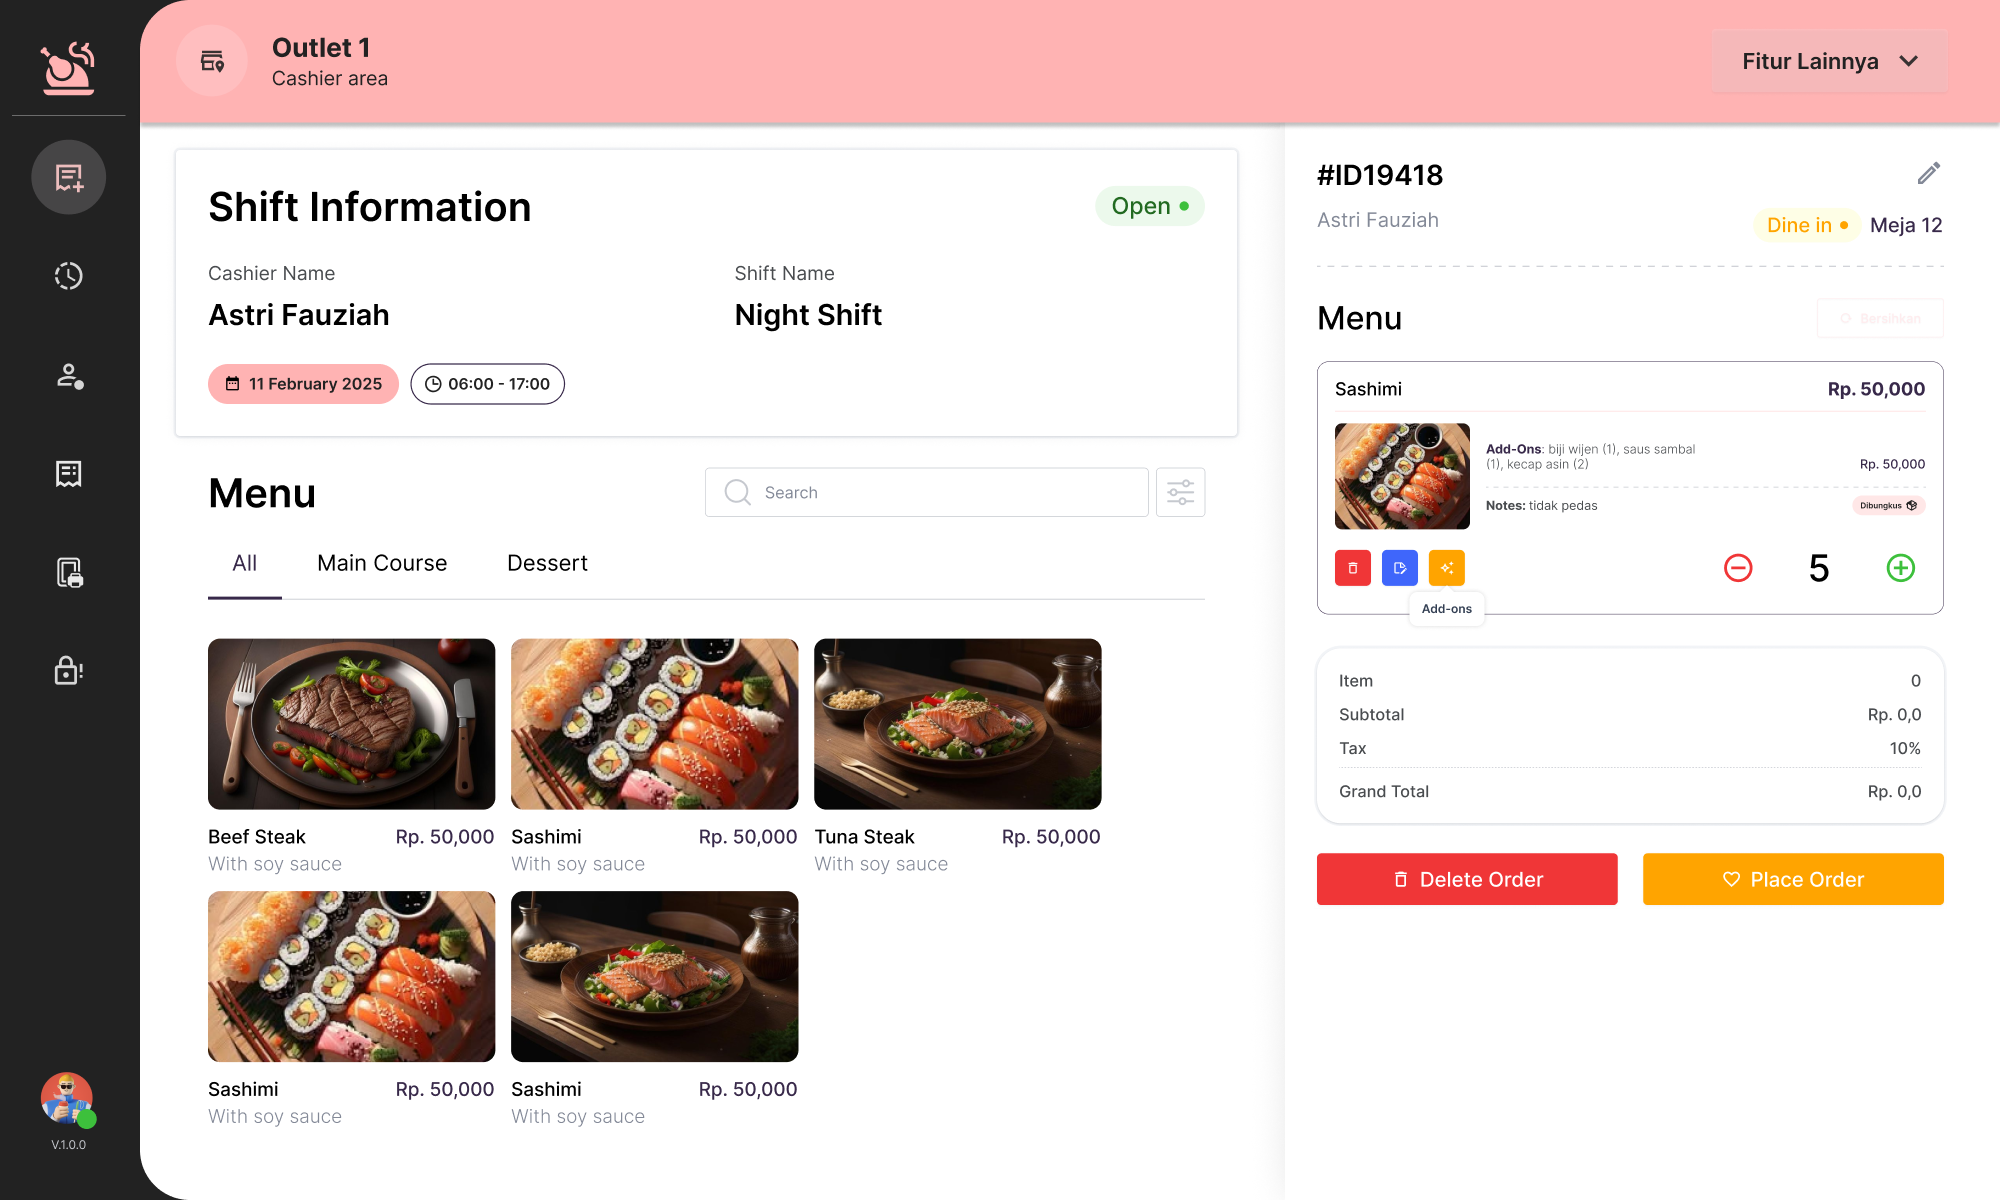 Outlet 1
Cashier area
Fitur Lainnya
Shift Information
Open
Cashier Name
Astri Fauziah
Shift Name
Night Shift
11 February 2025
06:00 - 17:00
Menu
Search
All
Main Course
Dessert
Beef Steak
Rp. 50,000
With soy sauce
Sashimi
Rp. 50,000
With soy sauce
Tuna Steak
Rp. 50,000
With soy sauce
Sashimi
Rp. 50,000
With soy sauce
Sashimi
Rp. 50,000
With soy sauce
#ID19418
Astri Fauziah
Dine in
Meja 12
Menu
Bersihkan
Sashimi
Rp. 50,000
Add-Ons: biji wijen (1), saus sambal
(1), kecap asin (2)
Rp. 50,000
Notes: tidak pedas
Dibungkus
5
Add-ons
Item
0
Subtotal
Rp. 0,0
Tax
10%
Grand Total
Rp. 0,0
Delete Order
Place Order
V.1.0.0